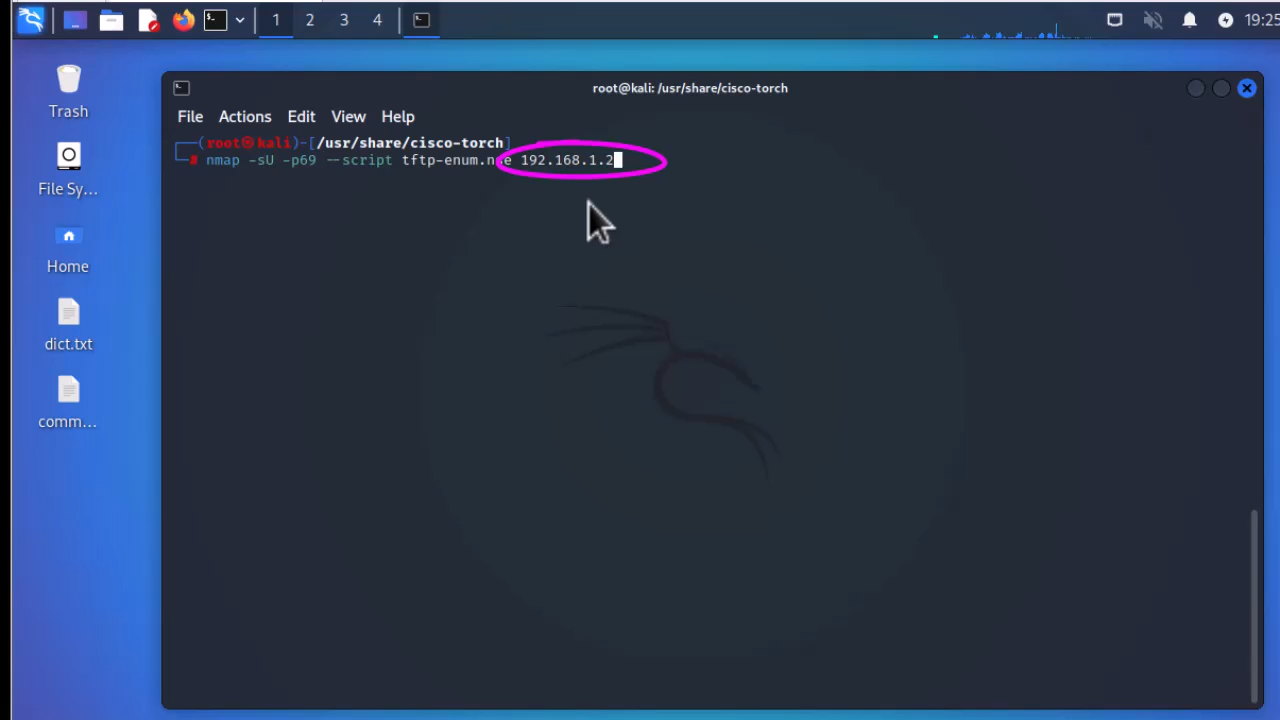 1 2 3 4
19:25
Trash
File Sy...
Home
dict.txt
comm...
root@kali: /usr/share/cisco-torch
File Actions Edit View Help
(root㉿kali)-[/usr/share/cisco-torch]
# nmap -sU -p69 --script tftp-enum.nse 192.168.1.2